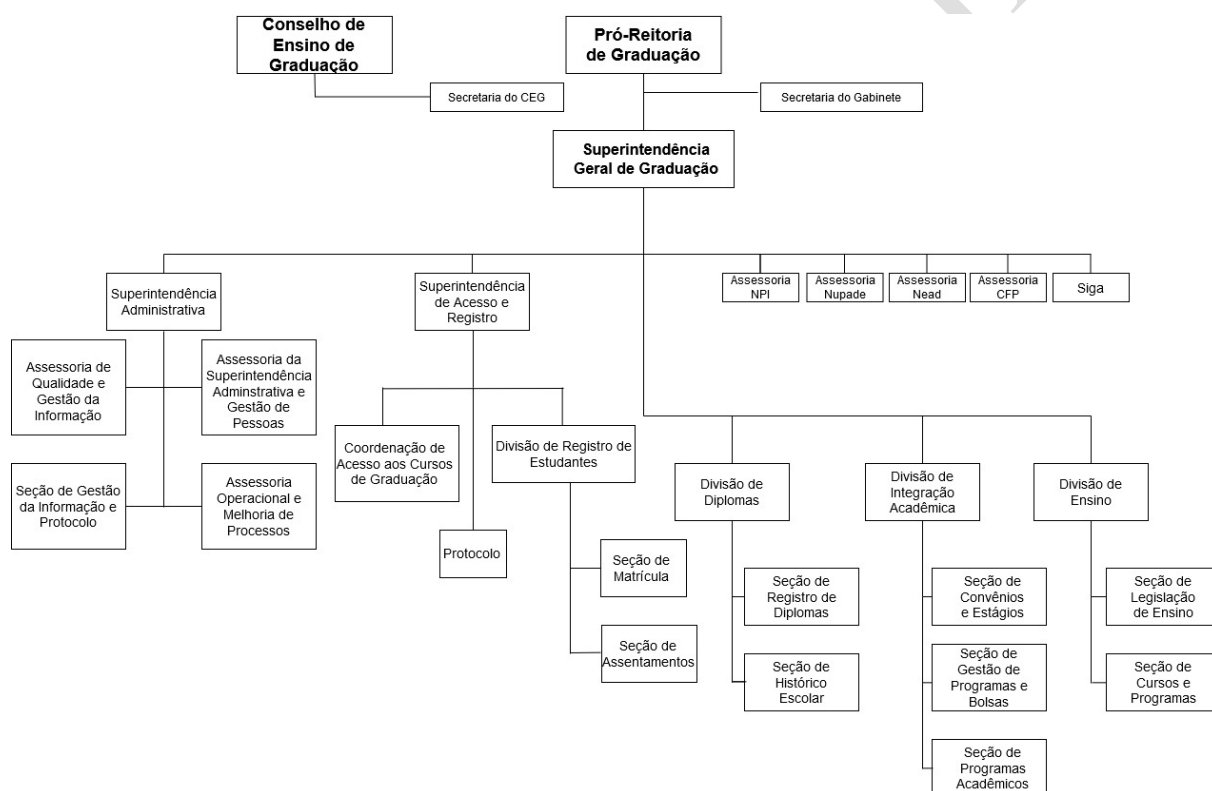 Conselho de
Ensino de
Graduação
Pró-Reitoria
de Graduação
Secretaria do CEG
Secretaria do Gabinete
Superintendência
Geral de Graduação
Superintendência
Administrativa
Superintendência
de Acesso e
Registro
Assessoria
NPI
Assessoria
Nupade
Assessoria
Nead
Assessoria
CFP
Siga
Assessoria de
Qualidade e
Gestão da
Informação
Assessoria da
Superintendência
Adminstrativa e
Gestão de
Pessoas
Seção de Gestão
da Informação e
Protocolo
Assessoria
Operacional e
Melhoria de
Processos
Coordenação de
Acesso aos Cursos
de Graduação
Divisão de Registro de
Estudantes
Protocolo
Seção de
Matrícula
Seção de
Assentamentos
Divisão de
Diplomas
Divisão de
Integração
Acadêmica
Divisão de
Ensino
Seção de
Registro de
Diplomas
Seção de
Histórico
Escolar
Seção de
Convênios
e Estágios
Seção de
Gestão de
Programas e
Bolsas
Seção de
Programas
Acadêmicos
Seção de
Legislação
de Ensino
Seção de
Cursos e
Programas